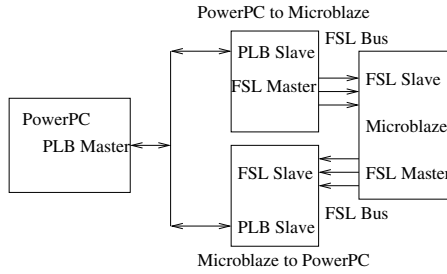 PowerPC to Microblaze
FSL Bus
PLB Slave
FSL Master
FSL Slave
PowerPC
PLB Master
Microblaze
FSL Slave
FSL Master
PLB Slave
FSL Bus
Microblaze to PowerPC